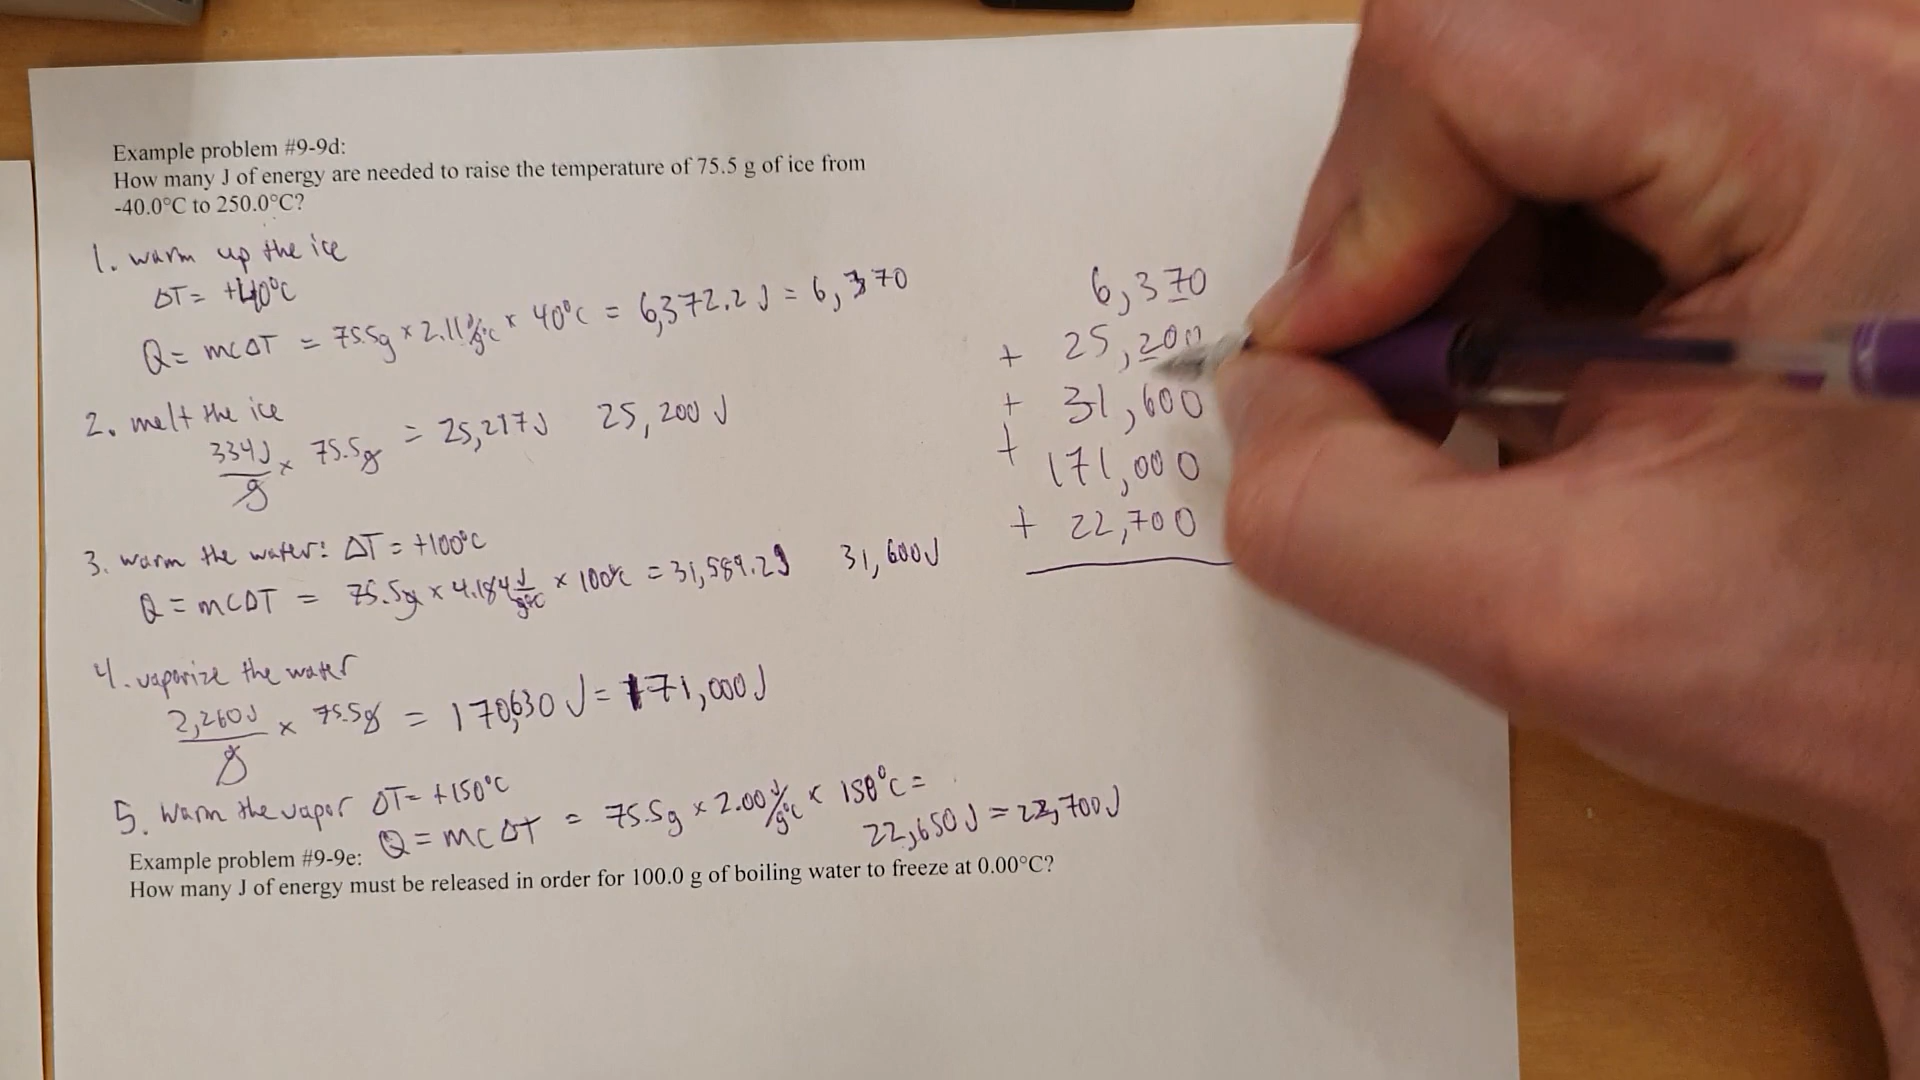 Example problem #9-9d:
How many J of energy are needed to raise the temperature of 75.5 g of ice from
-40.0°C to 250.0°C?
1. warm up the ice
ΔT= +40°C
Q= mCΔT = 75.5g × 2.11 J/g°C × 40°C = 6,372.2 J = 6,370
2. melt the ice
334J/g × 75.5g = 25,217J 25,200 J
3. warm the water: ΔT = +100°C
Q = mCΔT = 75.5g × 4.184 J/g°C × 100°C = 31,589.2J 31,600J
4. vaporize the water
2,260J/g × 75.5g = 170,630 J = 171,000J
5. Warm the vapor ΔT= +150°C
Q = mCΔT = 75.5g × 2.00 J/g°C × 150°C =
22,650 J = 22,700J
Example problem #9-9e:
How many J of energy must be released in order for 100.0 g of boiling water to freeze at 0.00°C?
6,370
+ 25,200
+ 31,600
+ 171,000
+ 22,700